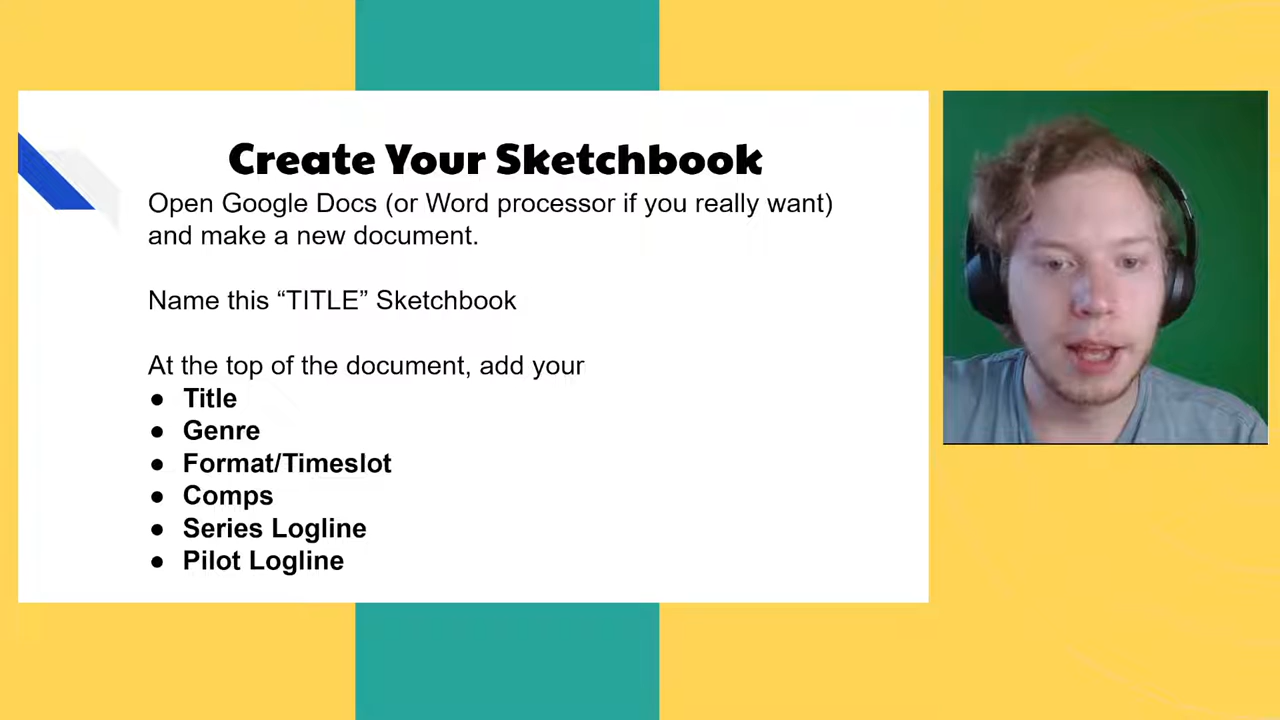 Create Your Sketchbook
Open Google Docs (or Word processor if you really want)
and make a new document.
Name this “TITLE” Sketchbook
At the top of the document, add your
● Title
● Genre
● Format/Timeslot
● Comps
● Series Logline
● Pilot Logline